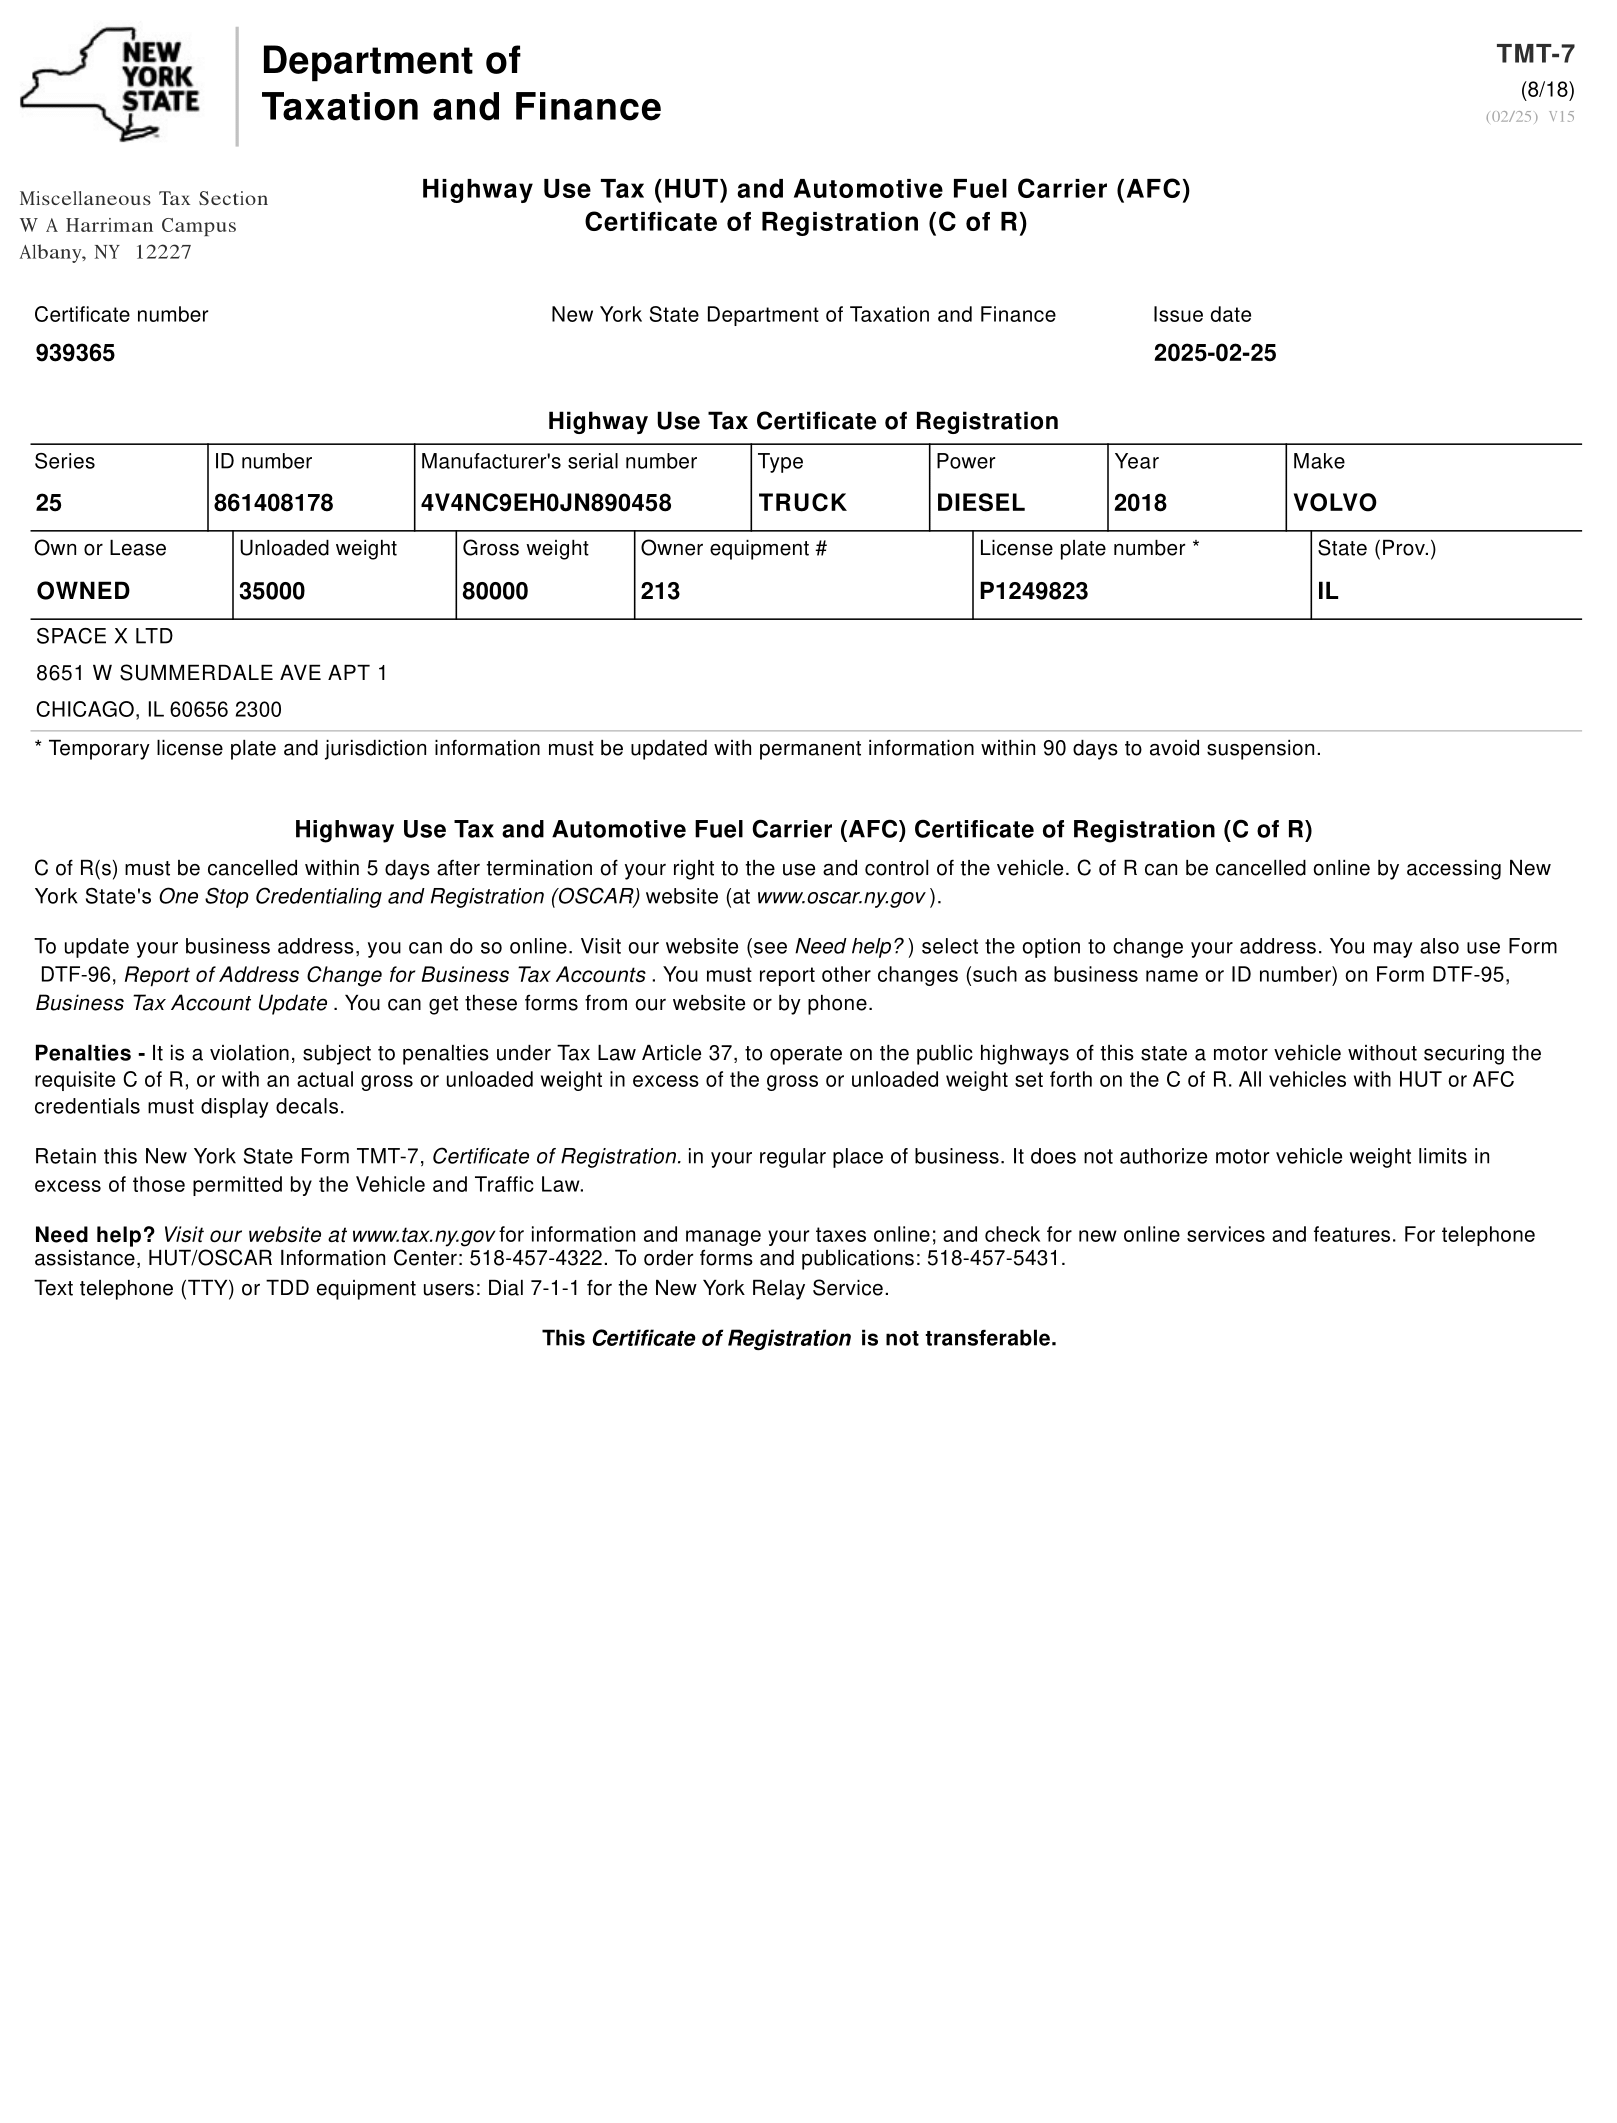 NEW
YORK
STATE
Department of
Taxation and Finance
TMT-7
(8/18)
(02/25) V15
Miscellaneous Tax Section
W A Harriman Campus
Albany, NY 12227
Highway Use Tax (HUT) and Automotive Fuel Carrier (AFC)
Certificate of Registration (C of R)
Certificate number New York State Department of Taxation and Finance Issue date
939365 2025-02-25
Highway Use Tax Certificate of Registration
Series ID number Manufacturer's serial number Type Power Year Make
25 861408178 4V4NC9EH0JN890458 TRUCK DIESEL 2018 VOLVO
Own or Lease Unloaded weight Gross weight Owner equipment # License plate number * State (Prov.)
OWNED 35000 80000 213 P1249823 IL
SPACE X LTD
8651 W SUMMERDALE AVE APT 1
CHICAGO, IL 60656 2300
* Temporary license plate and jurisdiction information must be updated with permanent information within 90 days to avoid suspension.
Highway Use Tax and Automotive Fuel Carrier (AFC) Certificate of Registration (C of R)
C of R(s) must be cancelled within 5 days after termination of your right to the use and control of the vehicle. C of R can be cancelled online by accessing New
York State's One Stop Credentialing and Registration (OSCAR) website (at www.oscar.ny.gov ).
To update your business address, you can do so online. Visit our website (see Need help? ) select the option to change your address. You may also use Form
DTF-96, Report of Address Change for Business Tax Accounts . You must report other changes (such as business name or ID number) on Form DTF-95,
Business Tax Account Update . You can get these forms from our website or by phone.
Penalties - It is a violation, subject to penalties under Tax Law Article 37, to operate on the public highways of this state a motor vehicle without securing the
requisite C of R, or with an actual gross or unloaded weight in excess of the gross or unloaded weight set forth on the C of R. All vehicles with HUT or AFC
credentials must display decals.
Retain this New York State Form TMT-7, Certificate of Registration. in your regular place of business. It does not authorize motor vehicle weight limits in
excess of those permitted by the Vehicle and Traffic Law.
Need help? Visit our website at www.tax.ny.gov for information and manage your taxes online; and check for new online services and features. For telephone
assistance, HUT/OSCAR Information Center: 518-457-4322. To order forms and publications: 518-457-5431.
Text telephone (TTY) or TDD equipment users: Dial 7-1-1 for the New York Relay Service.
This Certificate of Registration is not transferable.